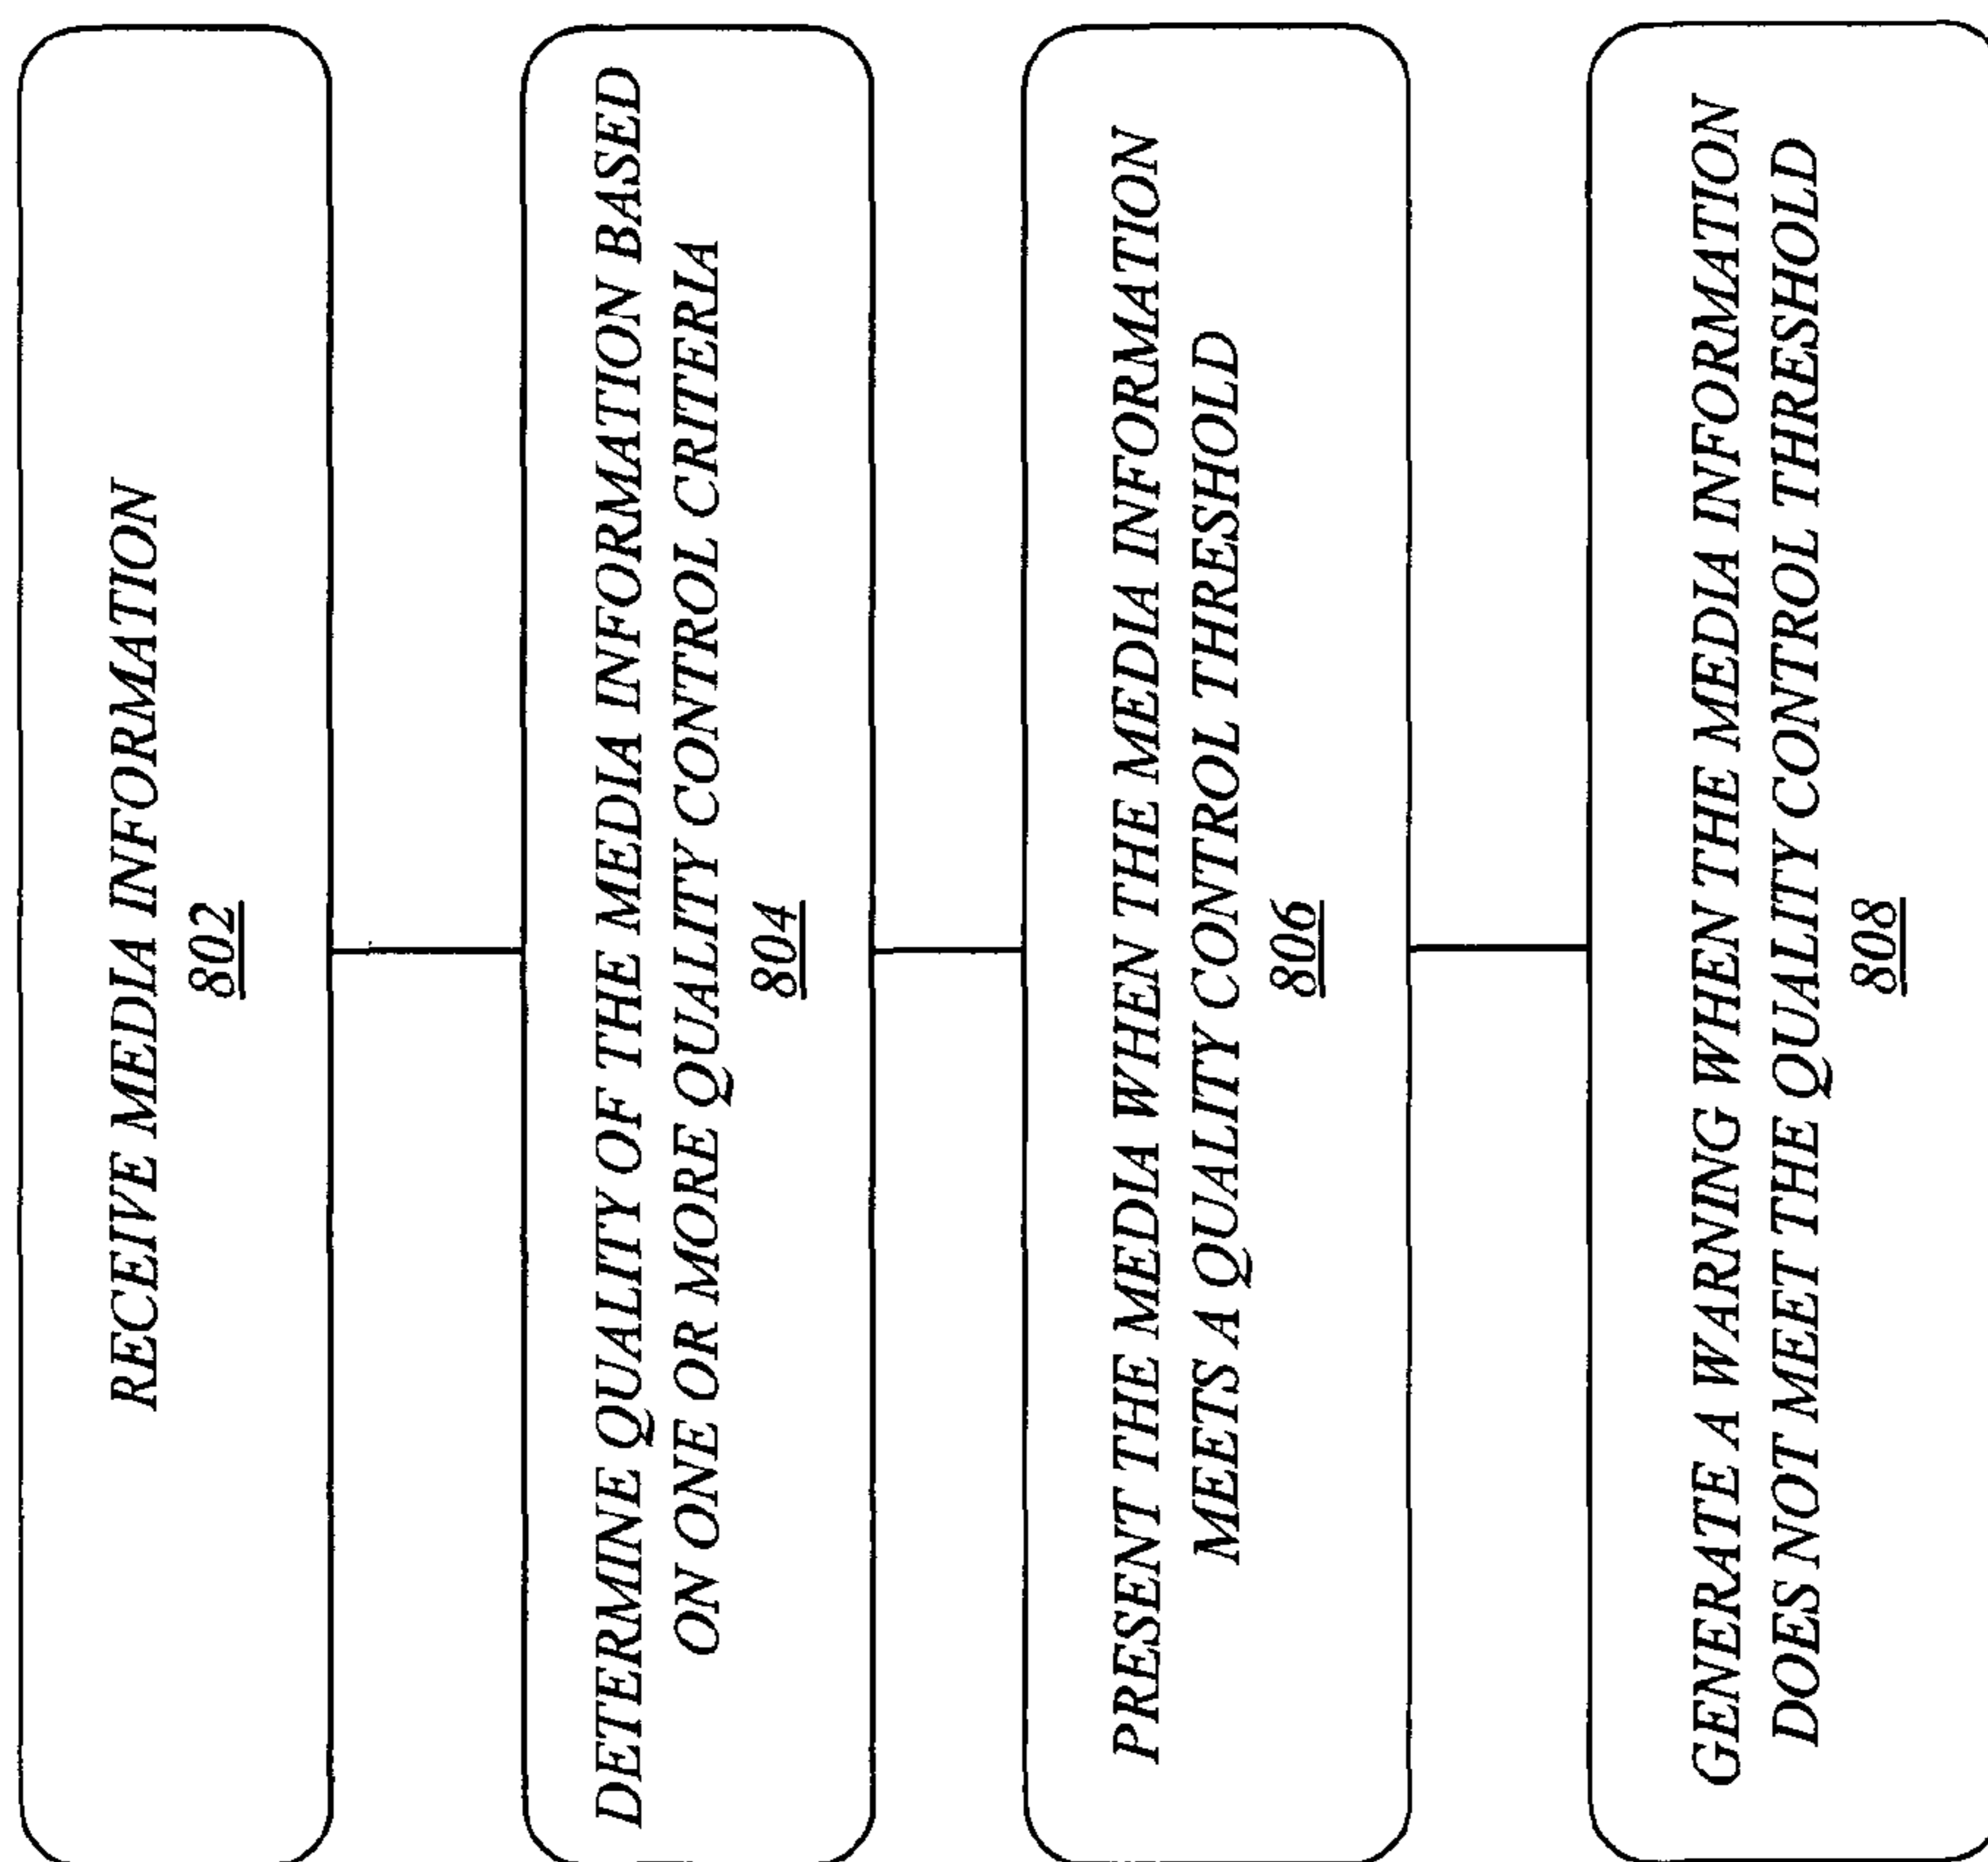 RECEIVE MEDIA INFORMATION
802
DETERMINE QUALITY OF THE MEDIA INFORMATION BASED
ON ONE OR MORE QUALITY CONTROL CRITERIA
804
PRESENT THE MEDIA WHEN THE MEDIA INFORMATION
MEETS A QUALITY CONTROL THRESHOLD
806
GENERATE A WARNING WHEN THE MEDIA INFORMATION
DOES NOT MEET THE QUALITY CONTROL THRESHOLD
808